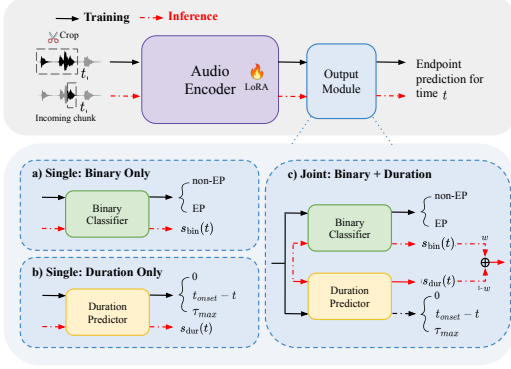 Training
Inference
Crop
t_i
Incoming chunk
t_i
Audio
Encoder
LoRA
Output
Module
Endpoint
prediction for
time t
a) Single: Binary Only
Binary
Classifier
non-EP
EP
s_bin(t)
b) Single: Duration Only
Duration
Predictor
0
t_onset − t
τ_max
s_dur(t)
c) Joint: Binary + Duration
Binary
Classifier
non-EP
EP
s_bin(t)
w
Duration
Predictor
s_dur(t)
1-w
0
t_onset − t
τ_max